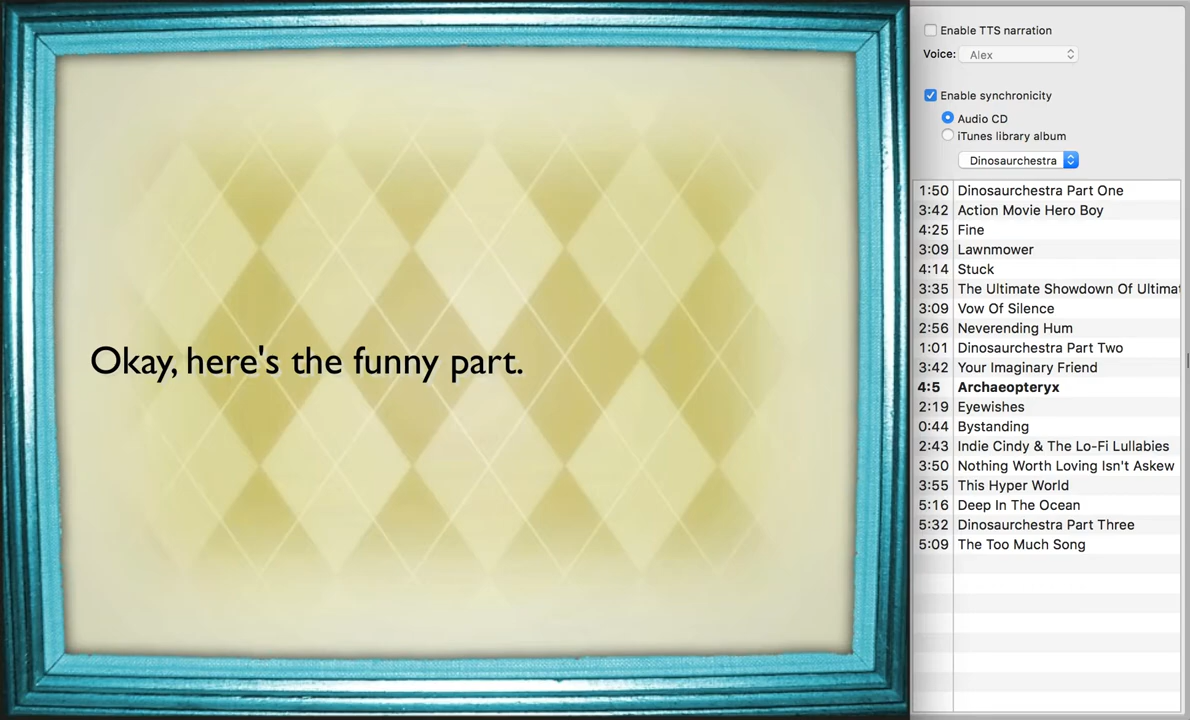 Okay, here's the funny part.
Enable TTS narration
Voice: Alex
Enable synchronicity
Audio CD
iTunes library album
Dinosaurchestra
1:50 Dinosaurchestra Part One
3:42 Action Movie Hero Boy
4:25 Fine
3:09 Lawnmower
4:14 Stuck
3:35 The Ultimate Showdown Of Ultimat
3:09 Vow Of Silence
2:56 Neverending Hum
1:01 Dinosaurchestra Part Two
3:42 Your Imaginary Friend
4:5 Archaeopteryx
2:19 Eyewishes
0:44 Bystanding
2:43 Indie Cindy & The Lo-Fi Lullabies
3:50 Nothing Worth Loving Isn't Askew
3:55 This Hyper World
5:16 Deep In The Ocean
5:32 Dinosaurchestra Part Three
5:09 The Too Much Song